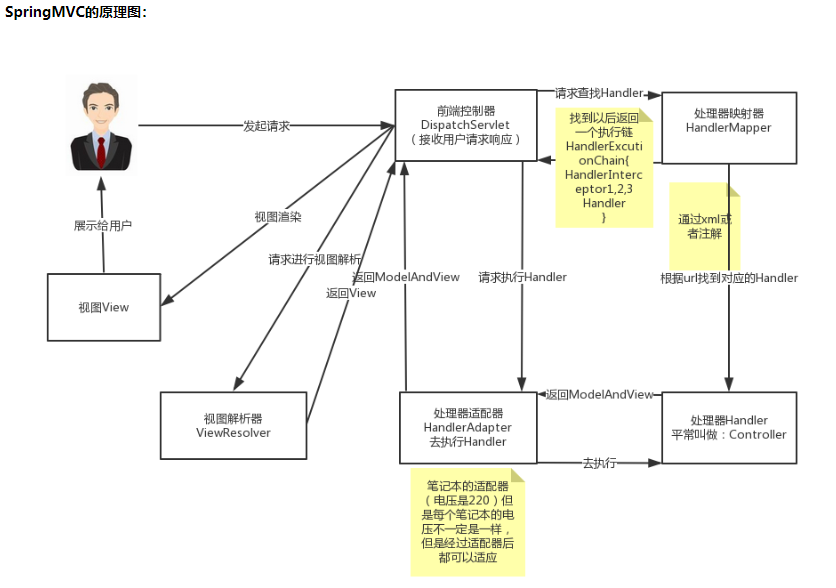 SpringMVC的原理图：
前端控制器
DispatchServlet
（接收用户请求响应）
发起请求
请求查找Handler
处理器映射器
HandlerMapper
找到以后返回
一个执行链
HandlerExcuti
onChain{
HandlerInterc
eptor1,2,3
Handler
}
通过xml或
者注解
根据url找到对应的Handler
展示给用户
视图渲染
请求进行视图解析
返回View
返回ModelAndView
请求执行Handler
视图View
视图解析器
ViewResolver
处理器适配器
HandlerAdapter
去执行Handler
返回ModelAndView
去执行
处理器Handler
平常叫做：Controller
笔记本的适配器
（电压是220）但
是每个笔记本的电
压不一定是一样，
但是经过适配器后
都可以适应